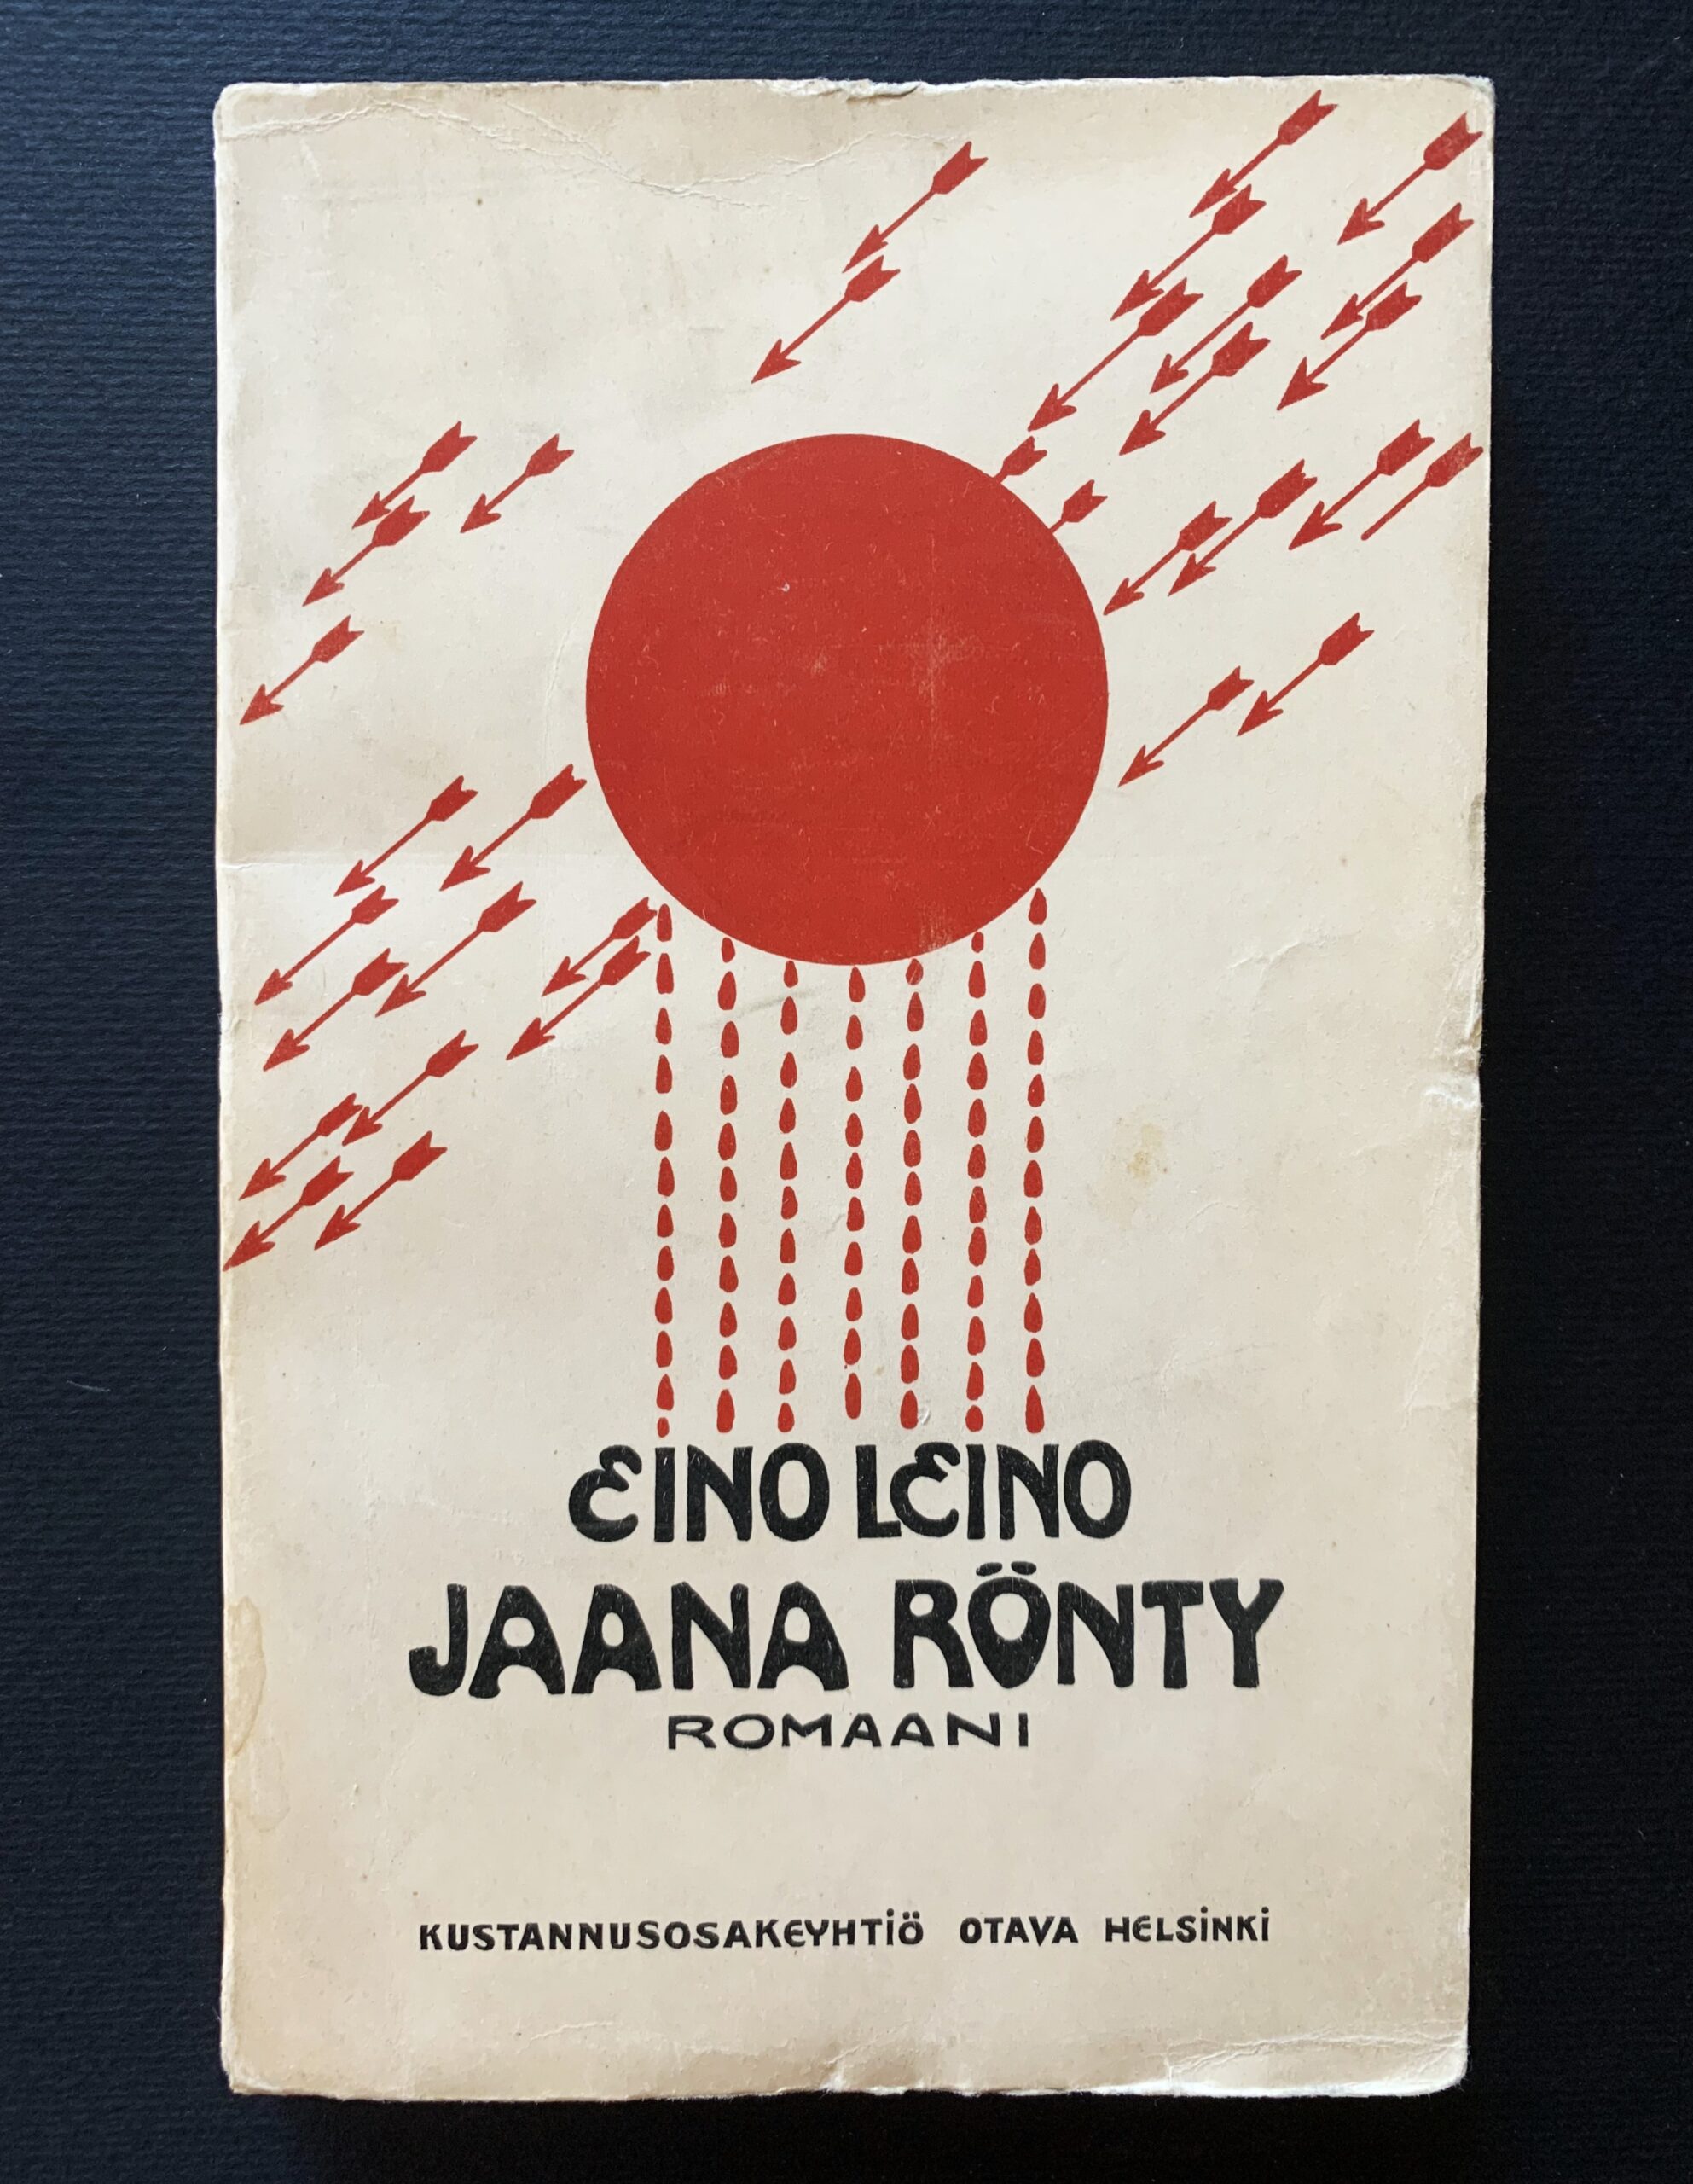 EINO LEINO
JAANA RÖNTY
ROMAANI
KUSTANNUSOSAKEYHTIÖ OTAVA HELSINKI